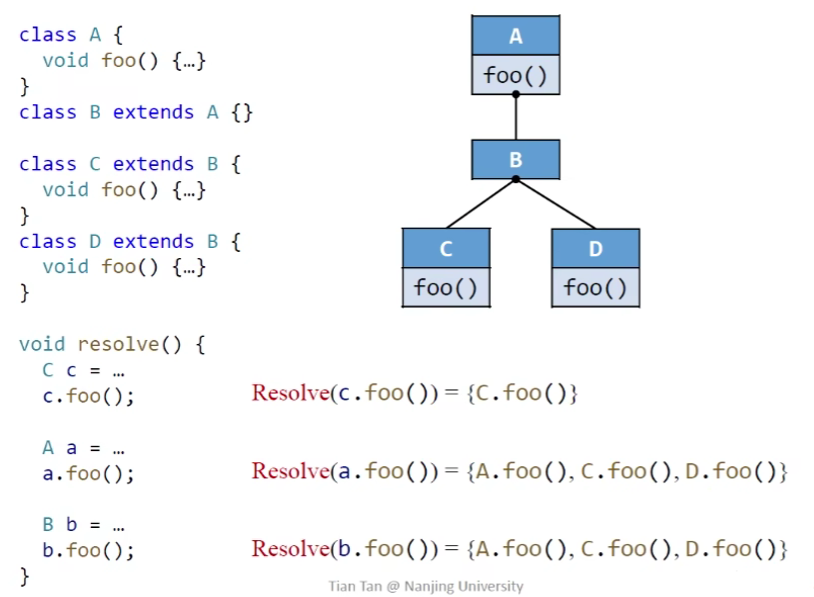 class A {
  void foo() {…}
}
class B extends A {}
class C extends B {
  void foo() {…}
}
class D extends B {
  void foo() {…}
}
void resolve() {
  C c = …
  c.foo();
  A a = …
  a.foo();
  B b = …
  b.foo();
}
A
foo()
B
C
foo()
D
foo()
Resolve(c.foo()) = {C.foo()}
Resolve(a.foo()) = {A.foo(), C.foo(), D.foo()}
Resolve(b.foo()) = {A.foo(), C.foo(), D.foo()}
Tian Tan @ Nanjing University